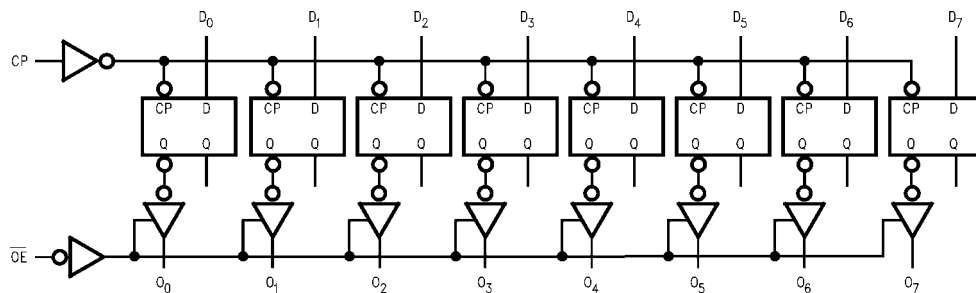 D0 D1 D2 D3 D4 D5 D6 D7
CP
CP D CP D CP D CP D CP D CP D CP D CP D
Q Q Q Q Q Q Q Q Q Q Q Q Q Q Q Q
O̅E̅
O0 O1 O2 O3 O4 O5 O6 O7